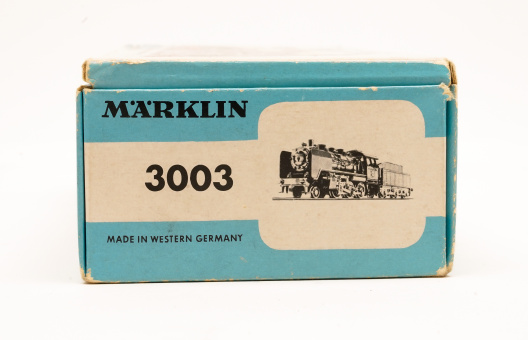 MÄRKLIN
3003
MADE IN WESTERN GERMANY